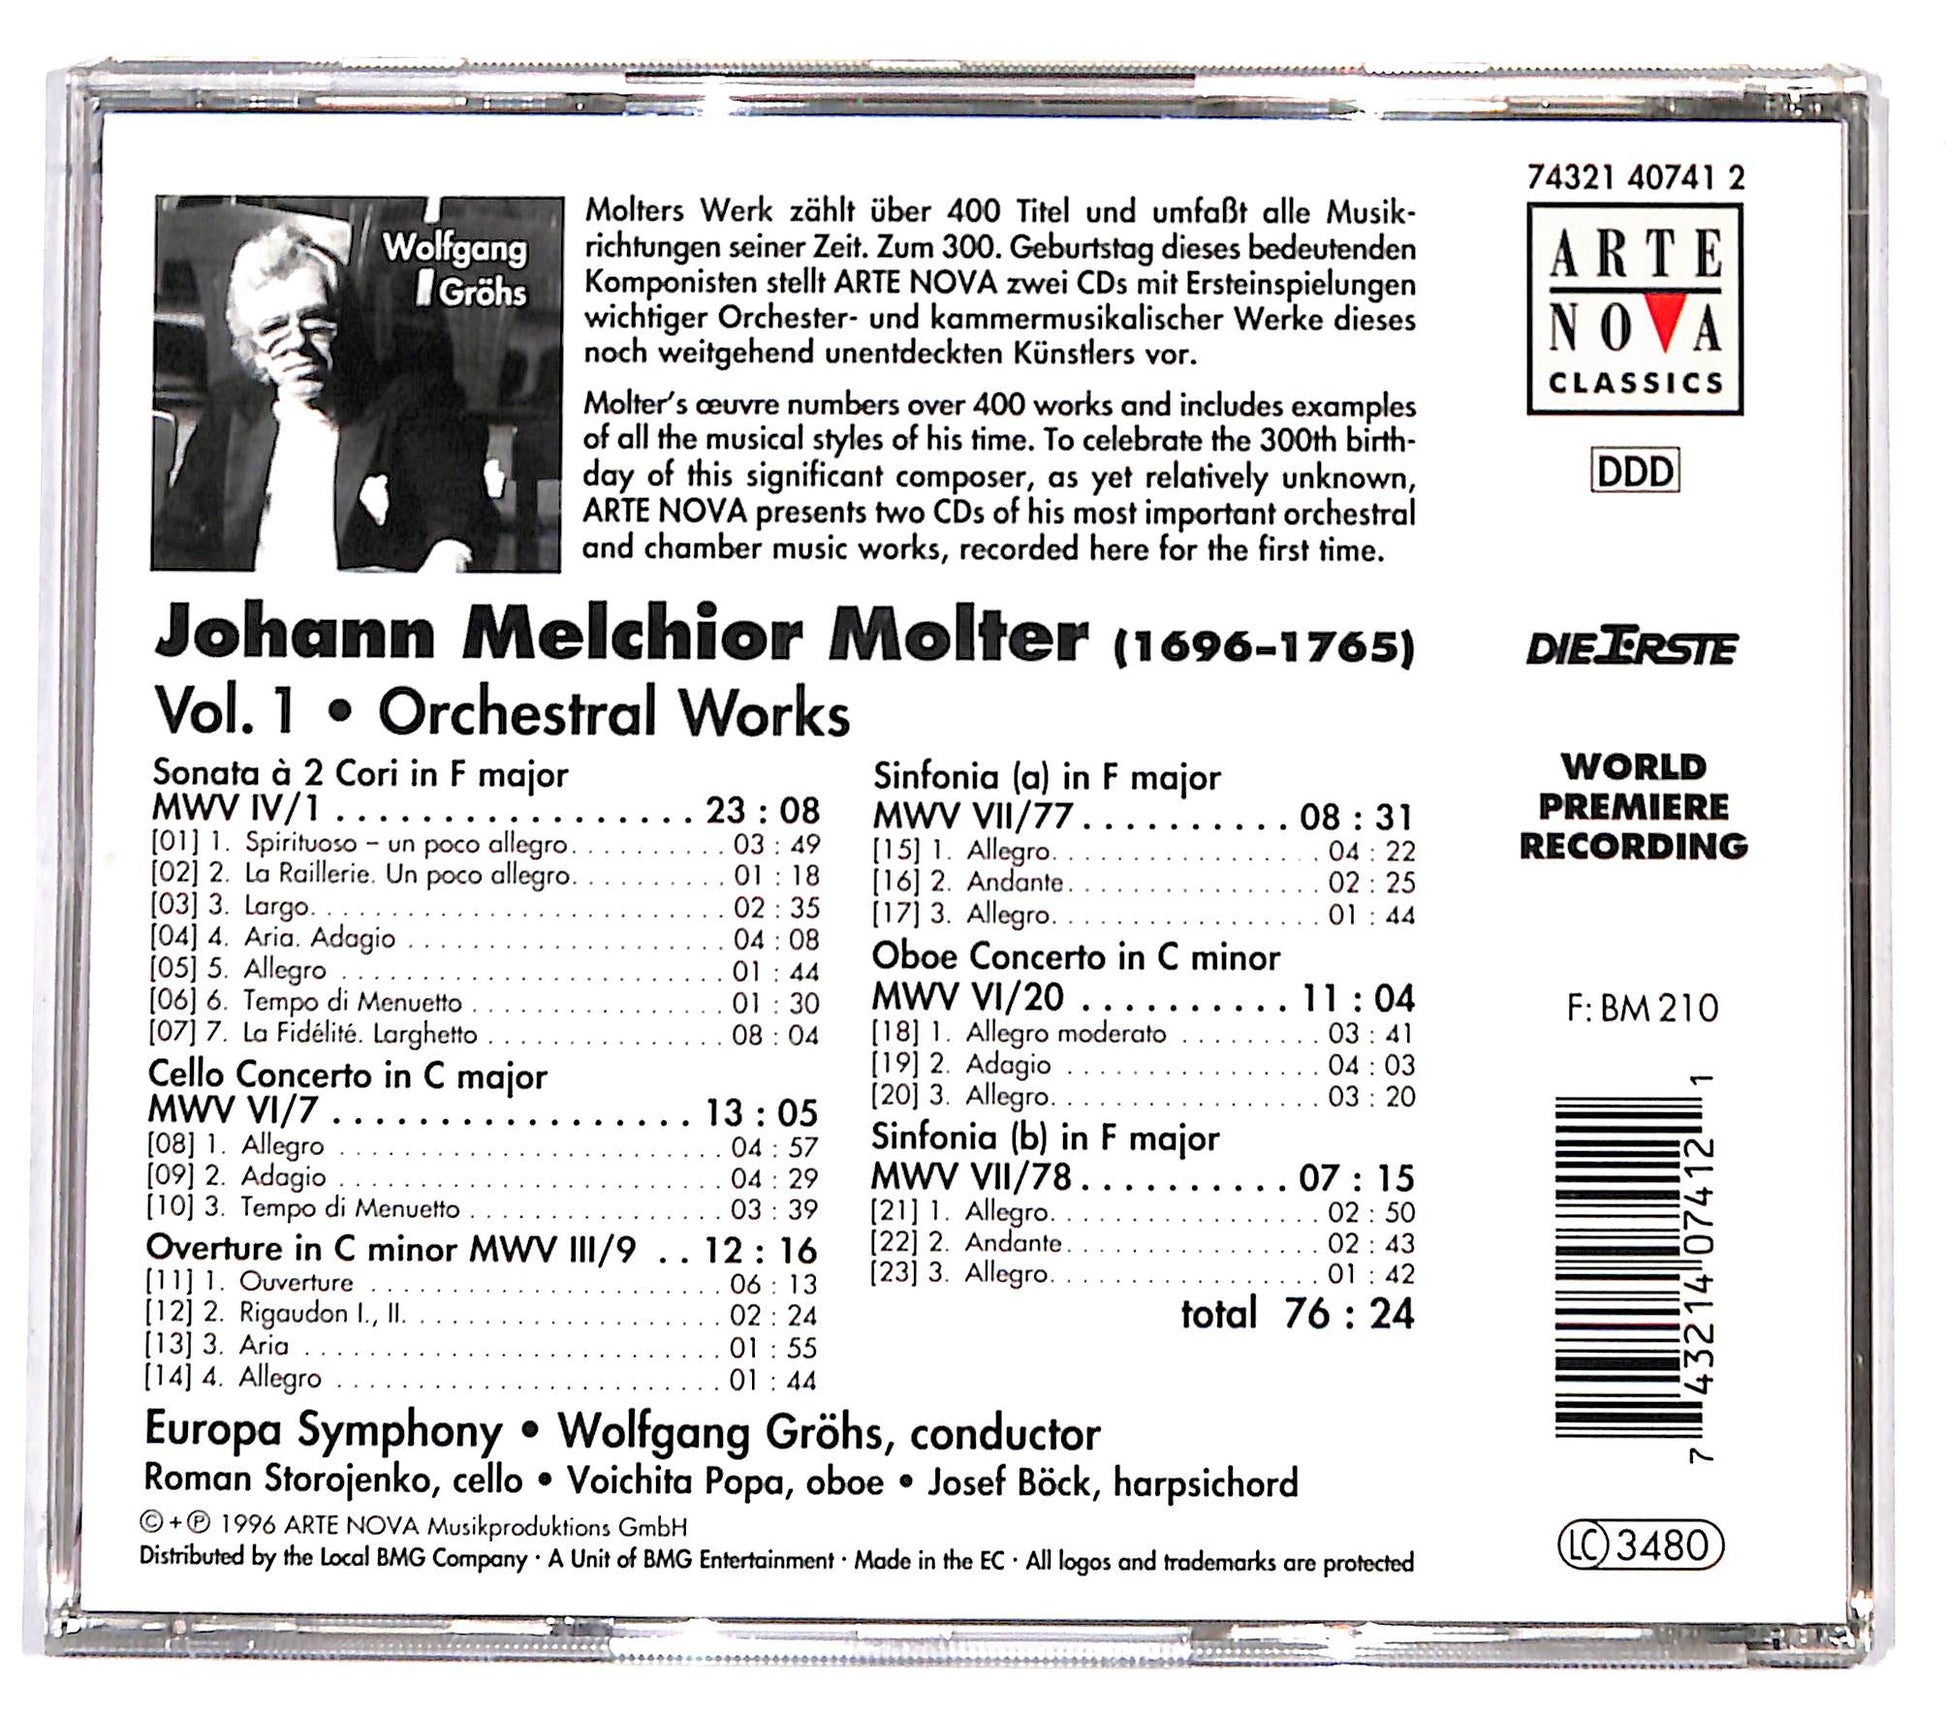 Wolfgang
Gröhs
Molters Werk zählt über 400 Titel und umfaßt alle Musik-
richtungen seiner Zeit. Zum 300. Geburtstag dieses bedeutenden
Komponisten stellt ARTE NOVA zwei CDs mit Ersteinspielungen
wichtiger Orchester- und kammermusikalischer Werke dieses
noch weitgehend unentdeckten Künstlers vor.
Molter's œuvre numbers over 400 works and includes examples
of all the musical styles of his time. To celebrate the 300th birth-
day of this significant composer, as yet relatively unknown,
ARTE NOVA presents two CDs of his most important orchestral
and chamber music works, recorded here for the first time.
Johann Melchior Molter (1696-1765)
Vol. 1 • Orchestral Works
Sonata à 2 Cori in F major
MWV IV/1 . . . . . . . . . . . . . . . . . 23 : 08
[01] 1. Spirituoso – un poco allegro. . . . . . . . . . . 03 : 49
[02] 2. La Raillerie. Un poco allegro. . . . . . . . . . . 01 : 18
[03] 3. Largo. . . . . . . . . . . . . . . . . . . . . . . . 02 : 35
[04] 4. Aria. Adagio . . . . . . . . . . . . . . . . . . 04 : 08
[05] 5. Allegro . . . . . . . . . . . . . . . . . . . . . . 01 : 44
[06] 6. Tempo di Menuetto . . . . . . . . . . . . . . 01 : 30
[07] 7. La Fidélité. Larghetto . . . . . . . . . . . . . . 08 : 04
Cello Concerto in C major
MWV VI/7 . . . . . . . . . . . . . . . . . 13 : 05
[08] 1. Allegro . . . . . . . . . . . . . . . . . . . . . . 04 : 57
[09] 2. Adagio . . . . . . . . . . . . . . . . . . . . . . 04 : 29
[10] 3. Tempo di Menuetto . . . . . . . . . . . . . . 03 : 39
Overture in C minor MWV III/9 . . 12 : 16
[11] 1. Ouverture . . . . . . . . . . . . . . . . . . . . 06 : 13
[12] 2. Rigaudon I., II. . . . . . . . . . . . . . . . . . . 02 : 24
[13] 3. Aria . . . . . . . . . . . . . . . . . . . . . . . . 01 : 55
[14] 4. Allegro . . . . . . . . . . . . . . . . . . . . . . 01 : 44
Sinfonia (a) in F major
MWV VII/77. . . . . . . . . . 08 : 31
[15] 1. Allegro. . . . . . . . . . . . . . . . . 04 : 22
[16] 2. Andante. . . . . . . . . . . . . . . . 02 : 25
[17] 3. Allegro. . . . . . . . . . . . . . . . . 01 : 44
Oboe Concerto in C minor
MWV VI/20 . . . . . . . . . . 11 : 04
[18] 1. Allegro moderato . . . . . . . . . 03 : 41
[19] 2. Adagio . . . . . . . . . . . . . . . . 04 : 03
[20] 3. Allegro. . . . . . . . . . . . . . . . . 03 : 20
Sinfonia (b) in F major
MWV VII/78. . . . . . . . . . 07 : 15
[21] 1. Allegro. . . . . . . . . . . . . . . . . 02 : 50
[22] 2. Andante. . . . . . . . . . . . . . . . 02 : 43
[23] 3. Allegro. . . . . . . . . . . . . . . . . 01 : 42
total 76 : 24
Europa Symphony • Wolfgang Gröhs, conductor
Roman Storojenko, cello • Voichita Popa, oboe • Josef Böck, harpsichord
©+℗ 1996 ARTE NOVA Musikproduktions GmbH
Distributed by the Local BMG Company · A Unit of BMG Entertainment · Made in the EC · All logos and trademarks are protected
74321 40741 2
ARTE
NOVA
CLASSICS
DDD
DIE ERSTE
WORLD
PREMIERE
RECORDING
F: BM 210
7 43214 07412 1
LC 3480